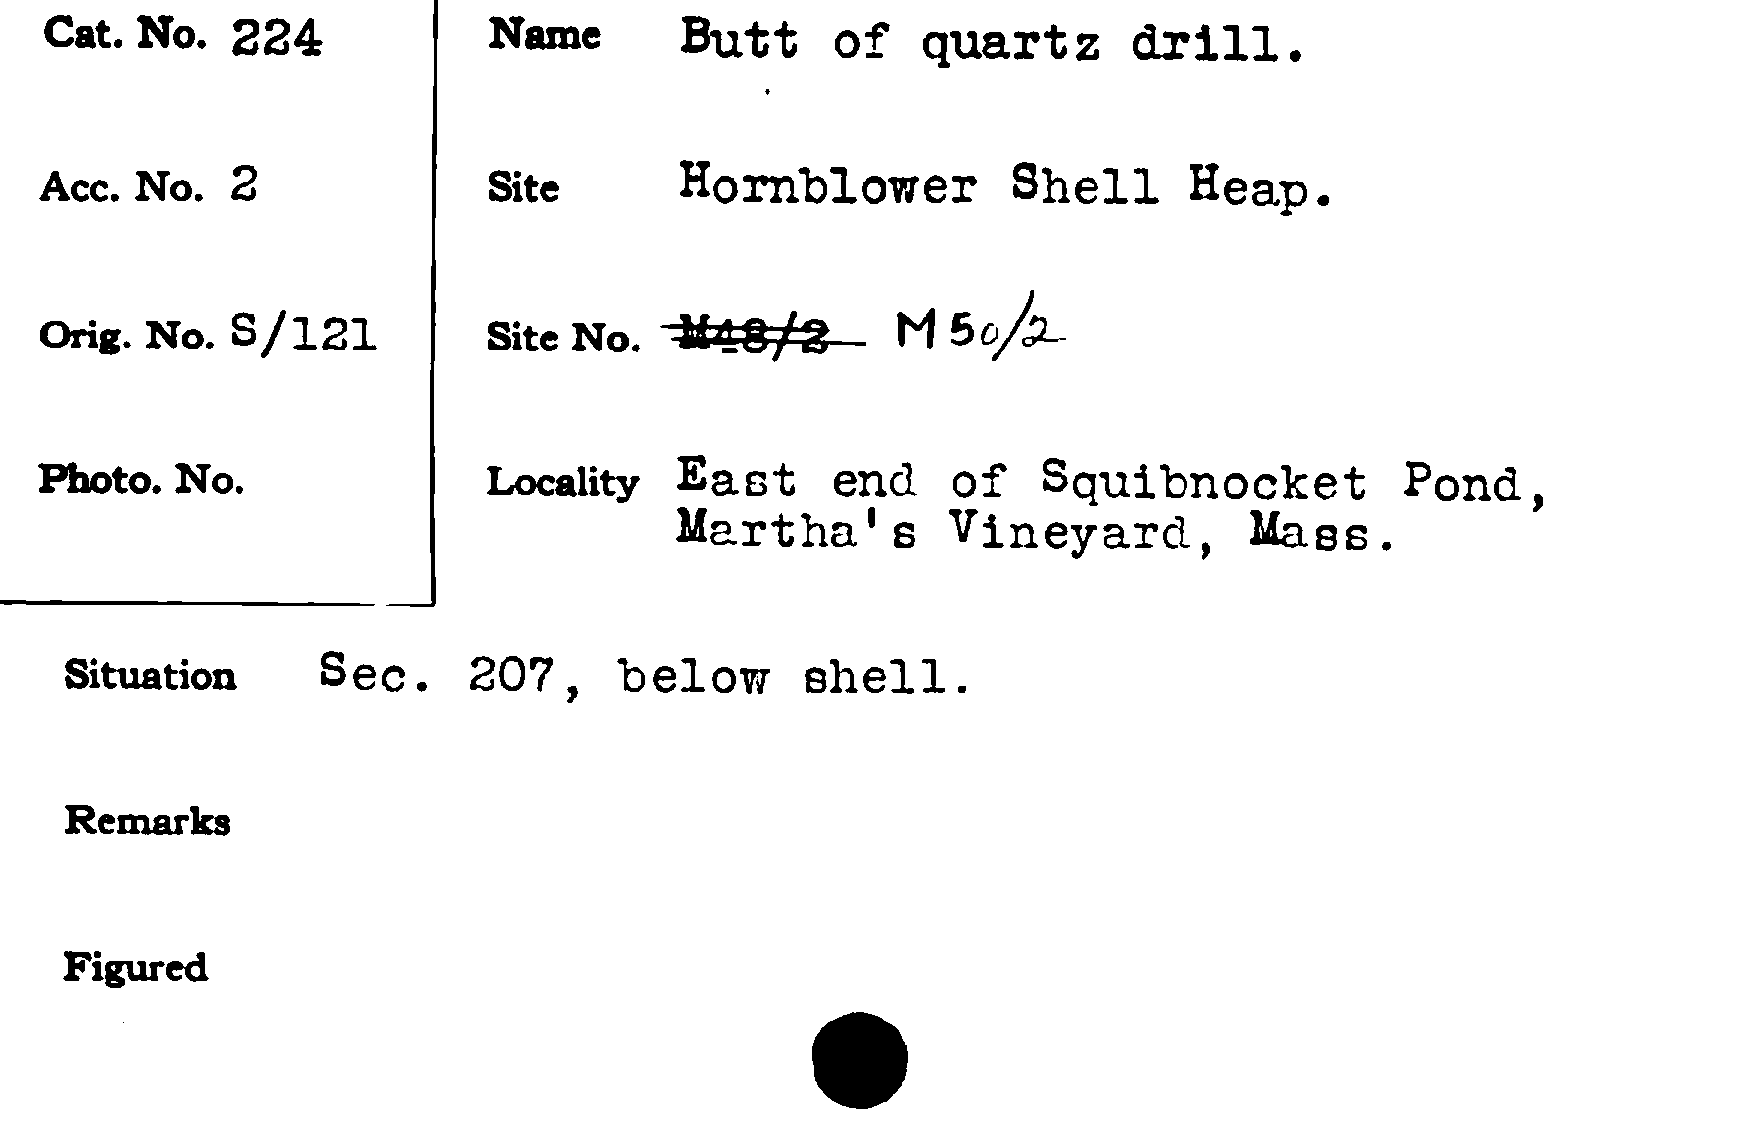 Cat. No. 224
Name Butt of quartz drill.
Acc. No. 2
Site Hornblower Shell Heap.
Orig. No. S/121
Site No. M48/2 M50/2
Photo. No.
Locality East end of Squibnocket Pond,
Martha's Vineyard, Mass.
Situation Sec. 207, below shell.
Remarks
Figured